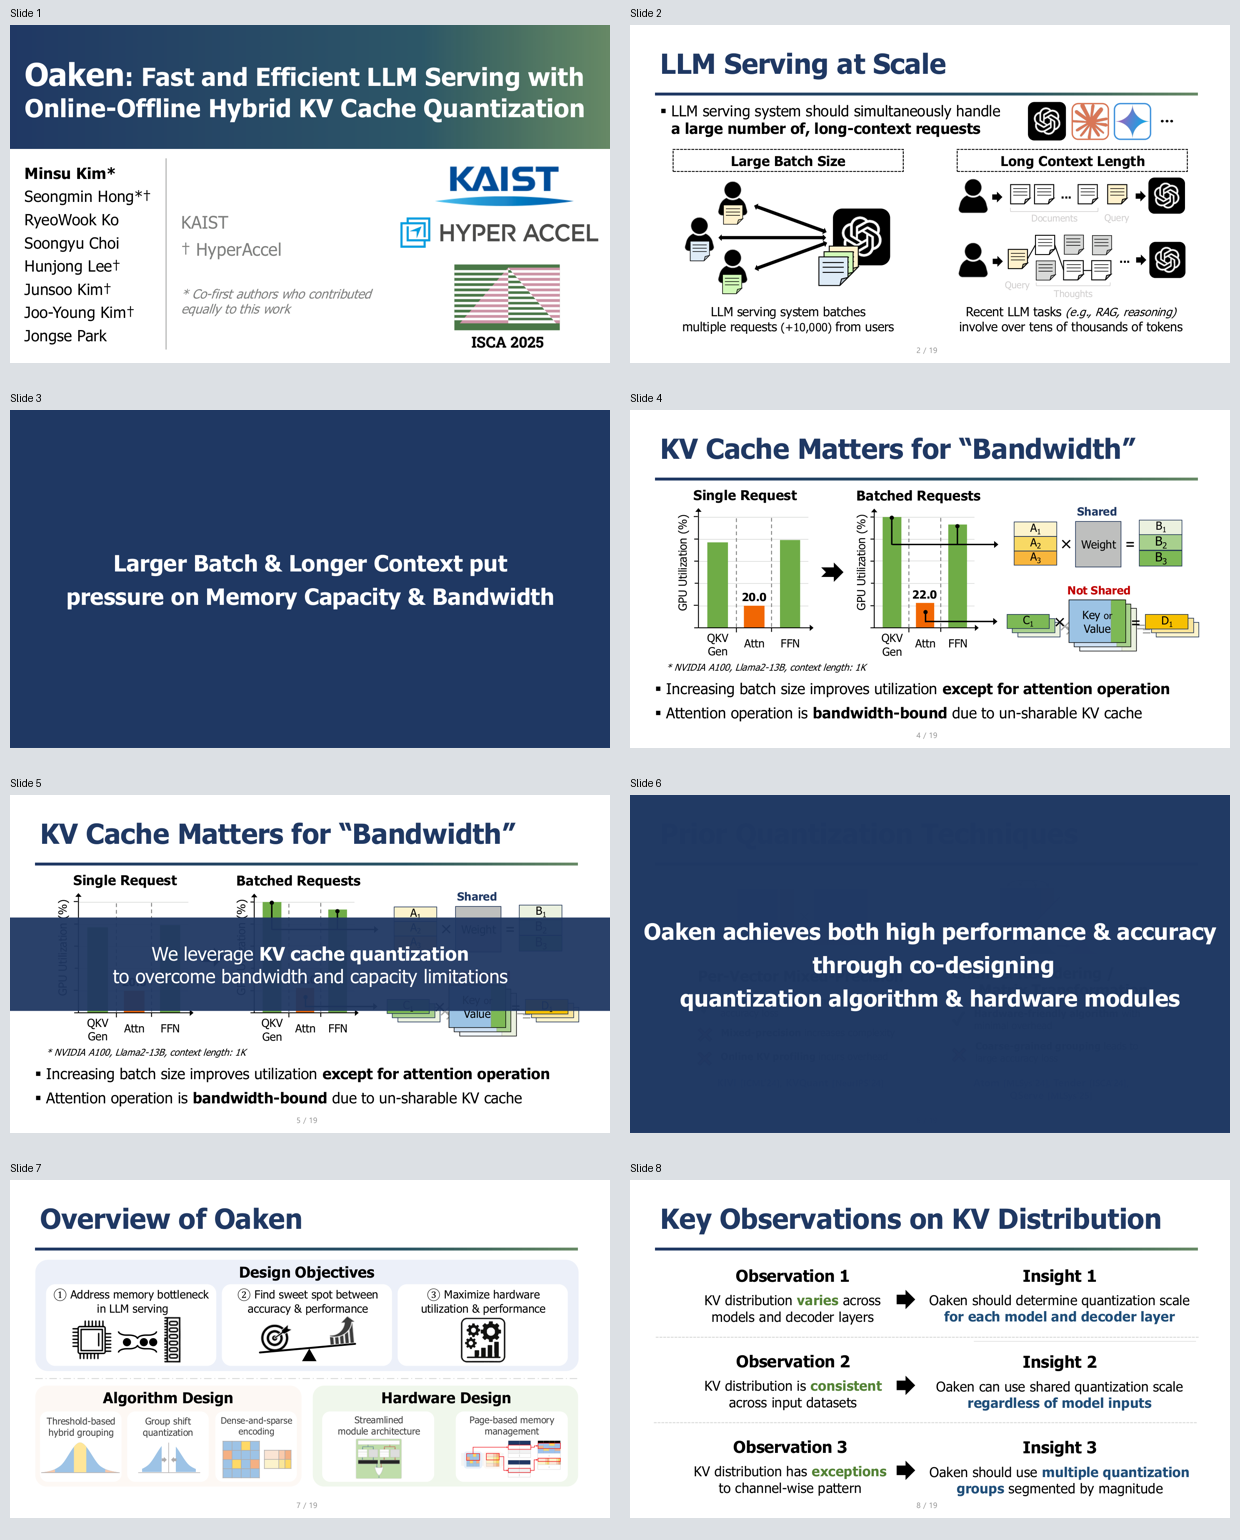 Slide 1
Oaken: Fast and Efficient LLM Serving with
Online-Offline Hybrid KV Cache Quantization
Minsu Kim*
Seongmin Hong*†
RyeoWook Ko
Soongyu Choi
Hunjong Lee†
Junsoo Kim†
Joo-Young Kim†
Jongse Park
KAIST
† HyperAccel
* Co-first authors who contributed
equally to this work
KAIST
HYPER ACCEL
ISCA 2025
Slide 2
LLM Serving at Scale
▪ LLM serving system should simultaneously handle
a large number of, long-context requests
...
Large Batch Size
Long Context Length
...
Documents
Query
...
Query
Thoughts
LLM serving system batches
multiple requests (+10,000) from users
Recent LLM tasks (e.g., RAG, reasoning)
involve over tens of thousands of tokens
2 / 19
Slide 3
Larger Batch & Longer Context put
pressure on Memory Capacity & Bandwidth
Slide 4
KV Cache Matters for “Bandwidth”
Single Request
GPU Utilization (%)
20.0
QKV
Gen
Attn
FFN
Batched Requests
GPU Utilization (%)
22.0
QKV
Gen
Attn
FFN
Shared
A1
A2
A3
×
Weight
=
B1
B2
B3
Not Shared
C1
×
Key or
Value
=
D1
* NVIDIA A100, Llama2-13B, context length: 1K
▪ Increasing batch size improves utilization except for attention operation
▪ Attention operation is bandwidth-bound due to un-sharable KV cache
4 / 19
Slide 5
KV Cache Matters for “Bandwidth”
Single Request
Batched Requests
Shared
We leverage KV cache quantization
to overcome bandwidth and capacity limitations
Value
QKV
Gen
Attn
FFN
QKV
Gen
Attn
FFN
* NVIDIA A100, Llama2-13B, context length: 1K
▪ Increasing batch size improves utilization except for attention operation
▪ Attention operation is bandwidth-bound due to un-sharable KV cache
5 / 19
Slide 6
Prior Quantization Techniques
Oaken achieves both high performance & accuracy
through co-designing
quantization algorithm & hardware modules
Slide 7
Overview of Oaken
Design Objectives
① Address memory bottleneck
in LLM serving
② Find sweet spot between
accuracy & performance
③ Maximize hardware
utilization & performance
Algorithm Design
Threshold-based
hybrid grouping
Group shift
quantization
Dense-and-sparse
encoding
Hardware Design
Streamlined
module architecture
Page-based memory
management
7 / 19
Slide 8
Key Observations on KV Distribution
Observation 1
KV distribution varies across
models and decoder layers
Insight 1
Oaken should determine quantization scale
for each model and decoder layer
Observation 2
KV distribution is consistent
across input datasets
Insight 2
Oaken can use shared quantization scale
regardless of model inputs
Observation 3
KV distribution has exceptions
to channel-wise pattern
Insight 3
Oaken should use multiple quantization
groups segmented by magnitude
8 / 19